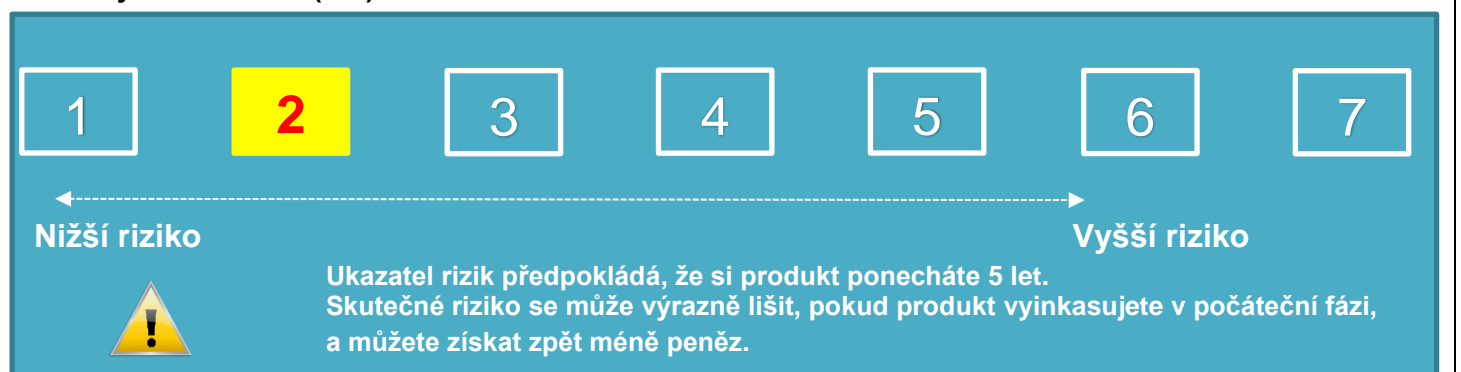 1 2 3 4 5 6 7
Nižší riziko Vyšší riziko
Ukazatel rizik předpokládá, že si produkt ponecháte 5 let.
Skutečné riziko se může výrazně lišit, pokud produkt vyinkasujete v počáteční fázi,
a můžete získat zpět méně peněz.